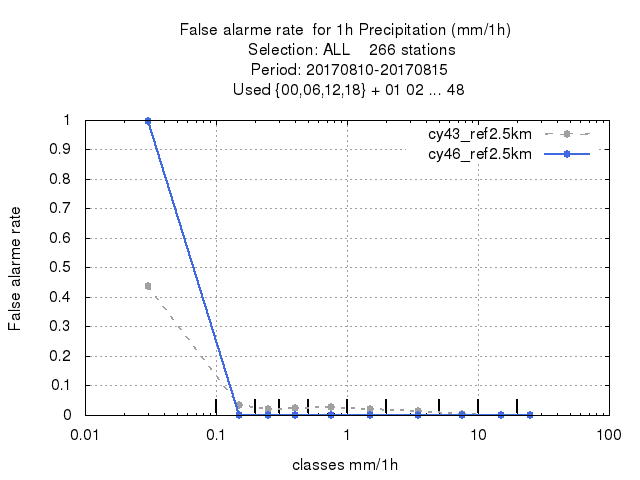 False alarme rate  for 1h Precipitation (mm/1h)
Selection: ALL    266 stations
Period: 20170810-20170815
Used {00,06,12,18} + 01 02 ... 48
cy43_ref2.5km
cy46_ref2.5km
1
0.9
0.8
0.7
0.6
0.5
0.4
0.3
0.2
0.1
0
False alarme rate
0.01 0.1 1 10 100
classes mm/1h